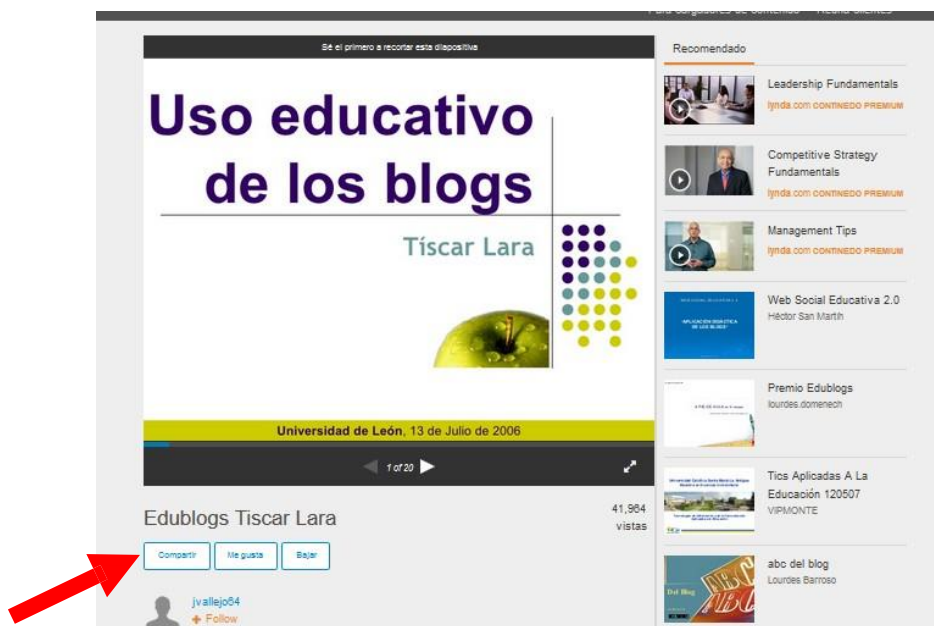 Sé el primero a recortar esta diapositiva
Uso educativo
de los blogs
Tíscar Lara
Universidad de León, 13 de Julio de 2006
1 of 20
Edublogs Tiscar Lara
41,964
vistas
Compartir
Me gusta
Bajar
jvallejo64
+ Follow
Recomendado
Leadership Fundamentals
lynda.com CONTINEDO PREMIUM
Competitive Strategy
Fundamentals
lynda.com CONTINEDO PREMIUM
Management Tips
lynda.com CONTINEDO PREMIUM
Web Social Educativa 2.0
Héctor San Martín
Premio Edublogs
lourdes.domenech
Tics Aplicadas A La
Educación 120507
VIPMONTE
abc del blog
Lourdes Barroso
Del Blog
ABC
ABC